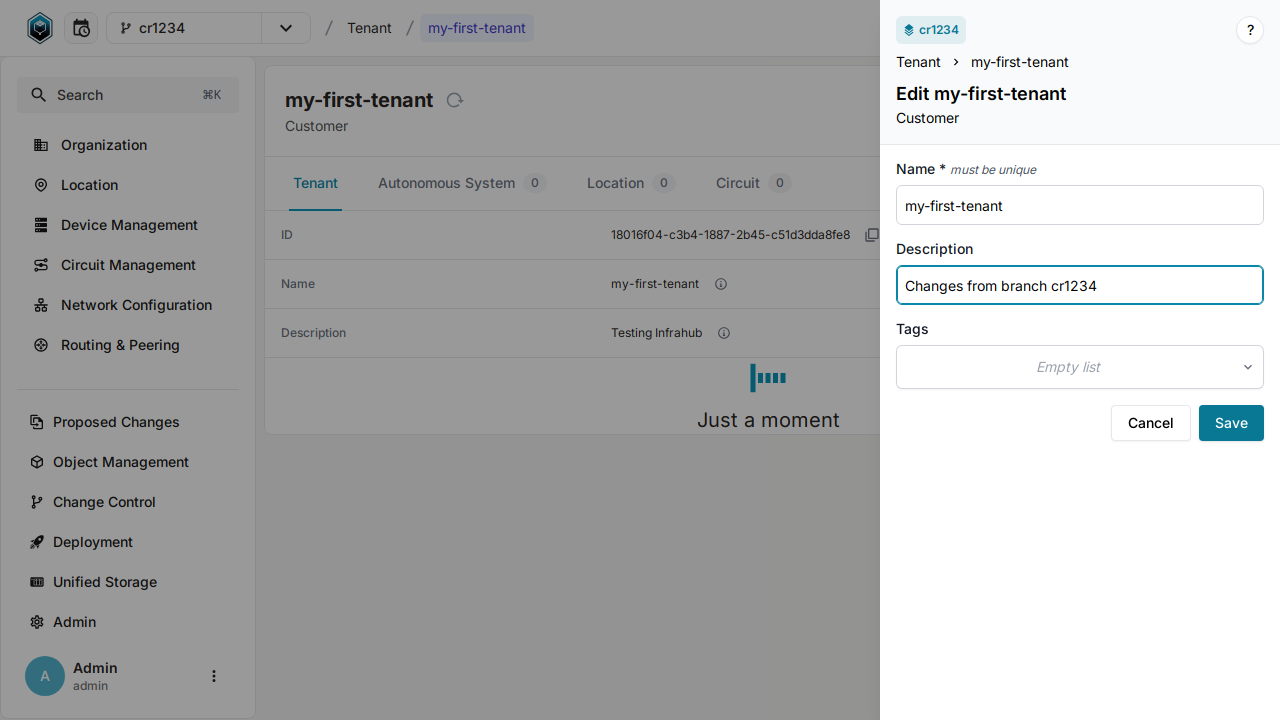 cr1234
/ Tenant / my-first-tenant
Search ⌘K
Organization
Location
Device Management
Circuit Management
Network Configuration
Routing & Peering
Proposed Changes
Object Management
Change Control
Deployment
Unified Storage
Admin
A
Admin
admin
my-first-tenant
Customer
Tenant Autonomous System 0 Location 0 Circuit 0
ID 18016f04-c3b4-1887-2b45-c51d3dda8fe8
Name my-first-tenant
Description Testing Infrahub
Just a moment
cr1234 ?
Tenant > my-first-tenant
Edit my-first-tenant
Customer
Name * must be unique
my-first-tenant
Description
Changes from branch cr1234
Tags
Empty list
Cancel Save